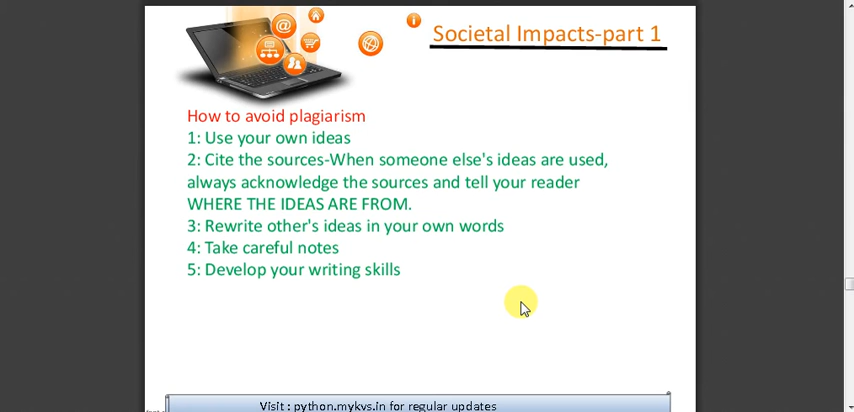 Societal Impacts-part 1
How to avoid plagiarism
1: Use your own ideas
2: Cite the sources-When someone else's ideas are used,
always acknowledge the sources and tell your reader
WHERE THE IDEAS ARE FROM.
3: Rewrite other's ideas in your own words
4: Take careful notes
5: Develop your writing skills
Visit : python.mykvs.in for regular updates